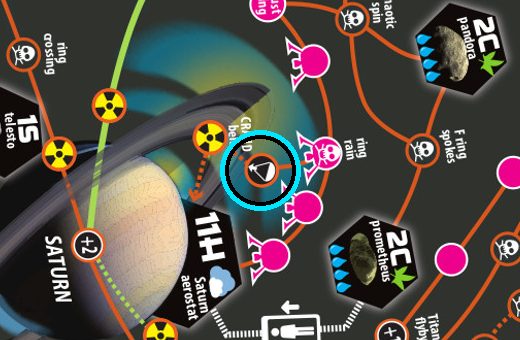 ring
crossing
1S
telesto
SATURN
+2
11H
Saturn
aerostat
ring
rain
spin
2C
pandora
F ring
spokes
2C
prometheus
Titan
flyby
+1